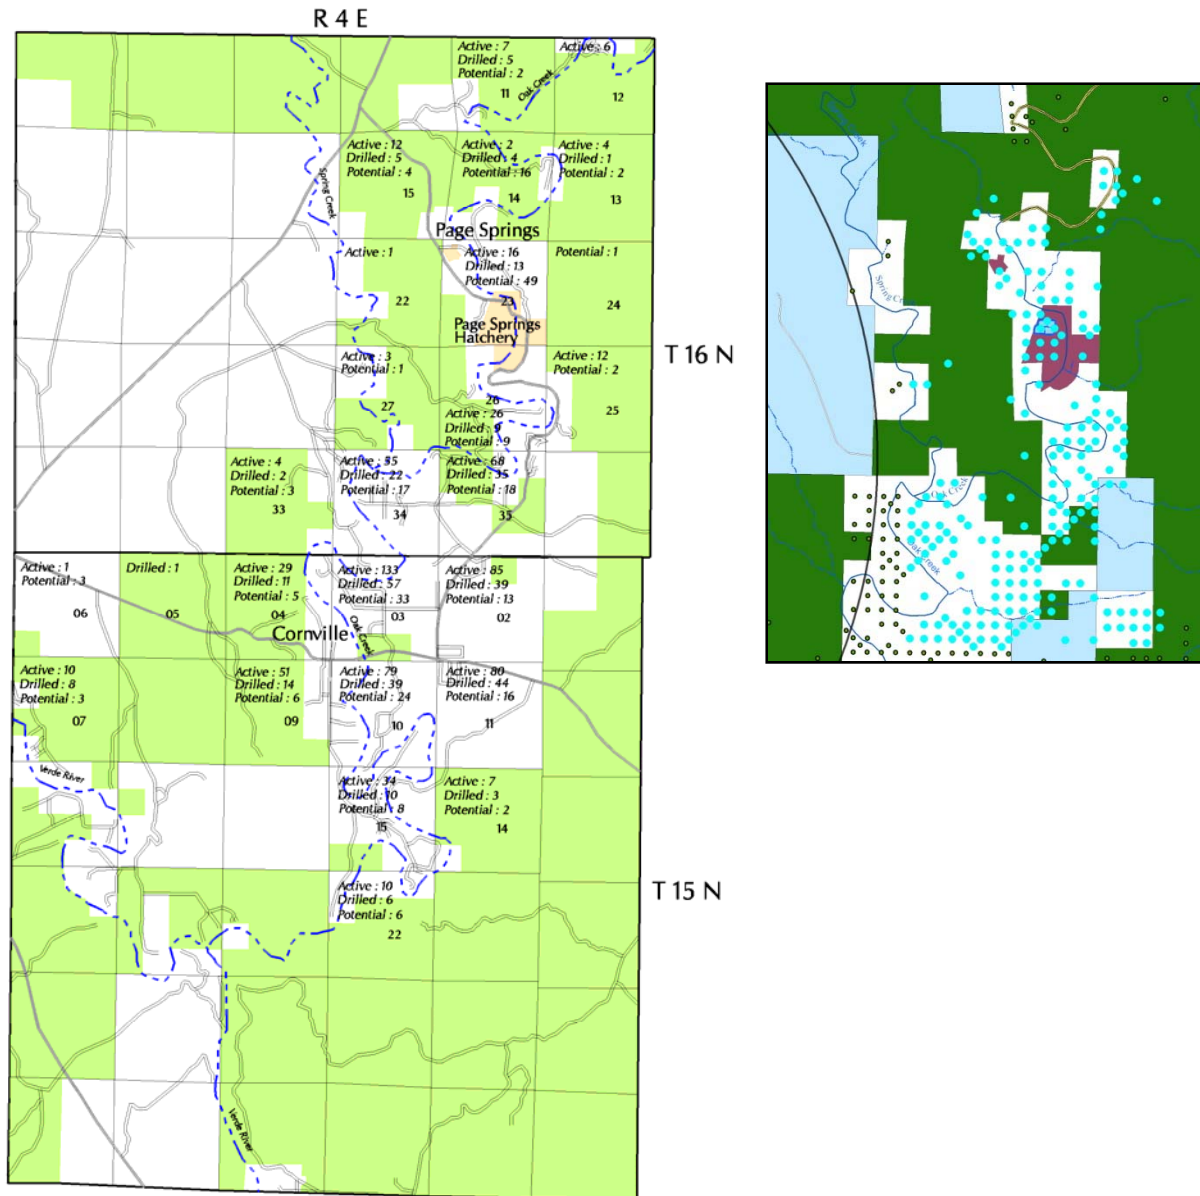 R 4 E
Active : 7
Drilled : 5
Potential : 2
11
Oak Creek
Active : 6
12
Active : 12
Drilled : 5
Potential : 4
15
Active : 2
Drilled : 4
Potential : 16
14
Active : 4
Drilled : 1
Potential : 2
13
Spring Creek
Page Springs
Active : 1
22
Active : 16
Drilled : 13
Potential : 49
23
Potential : 1
24
Page Springs
Hatchery
T 16 N
Active : 3
Potential : 1
27
26
Active : 26
Drilled : 9
Potential : 9
Active : 12
Potential : 2
25
Active : 4
Drilled : 2
Potential : 3
33
Active : 55
Drilled : 22
Potential : 17
34
Active : 68
Drilled : 35
Potential : 18
35
Active : 1
Potential : 3
06
Drilled : 1
05
Active : 29
Drilled : 11
Potential : 5
04
Active : 133
Drilled : 57
Potential : 33
03
Active : 85
Drilled : 39
Potential : 13
02
Cornville
Oak Creek
Active : 10
Drilled : 8
Potential : 3
07
Active : 51
Drilled : 14
Potential : 6
09
Active : 79
Drilled : 39
Potential : 24
10
Active : 80
Drilled : 44
Potential : 16
11
Verde River
Active : 34
Drilled : 10
Potential : 8
15
Active : 7
Drilled : 3
Potential : 2
14
T 15 N
Active : 10
Drilled : 6
Potential : 6
22
Verde River
Creek
Spring Creek
Oak Creek
Oak Creek